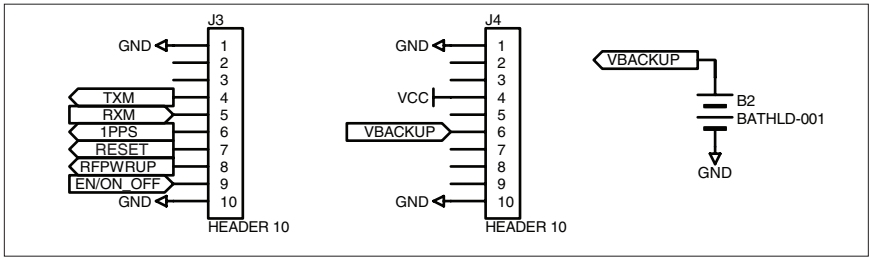 J3
GND 1
2
3
TXM 4
RXM 5
1PPS 6
RESET 7
RFPWRUP 8
EN/ON_OFF 9
GND 10
HEADER 10
J4
GND 1
2
3
VCC 4
5
VBACKUP 6
7
8
9
GND 10
HEADER 10
VBACKUP
B2
BATHLD-001
GND